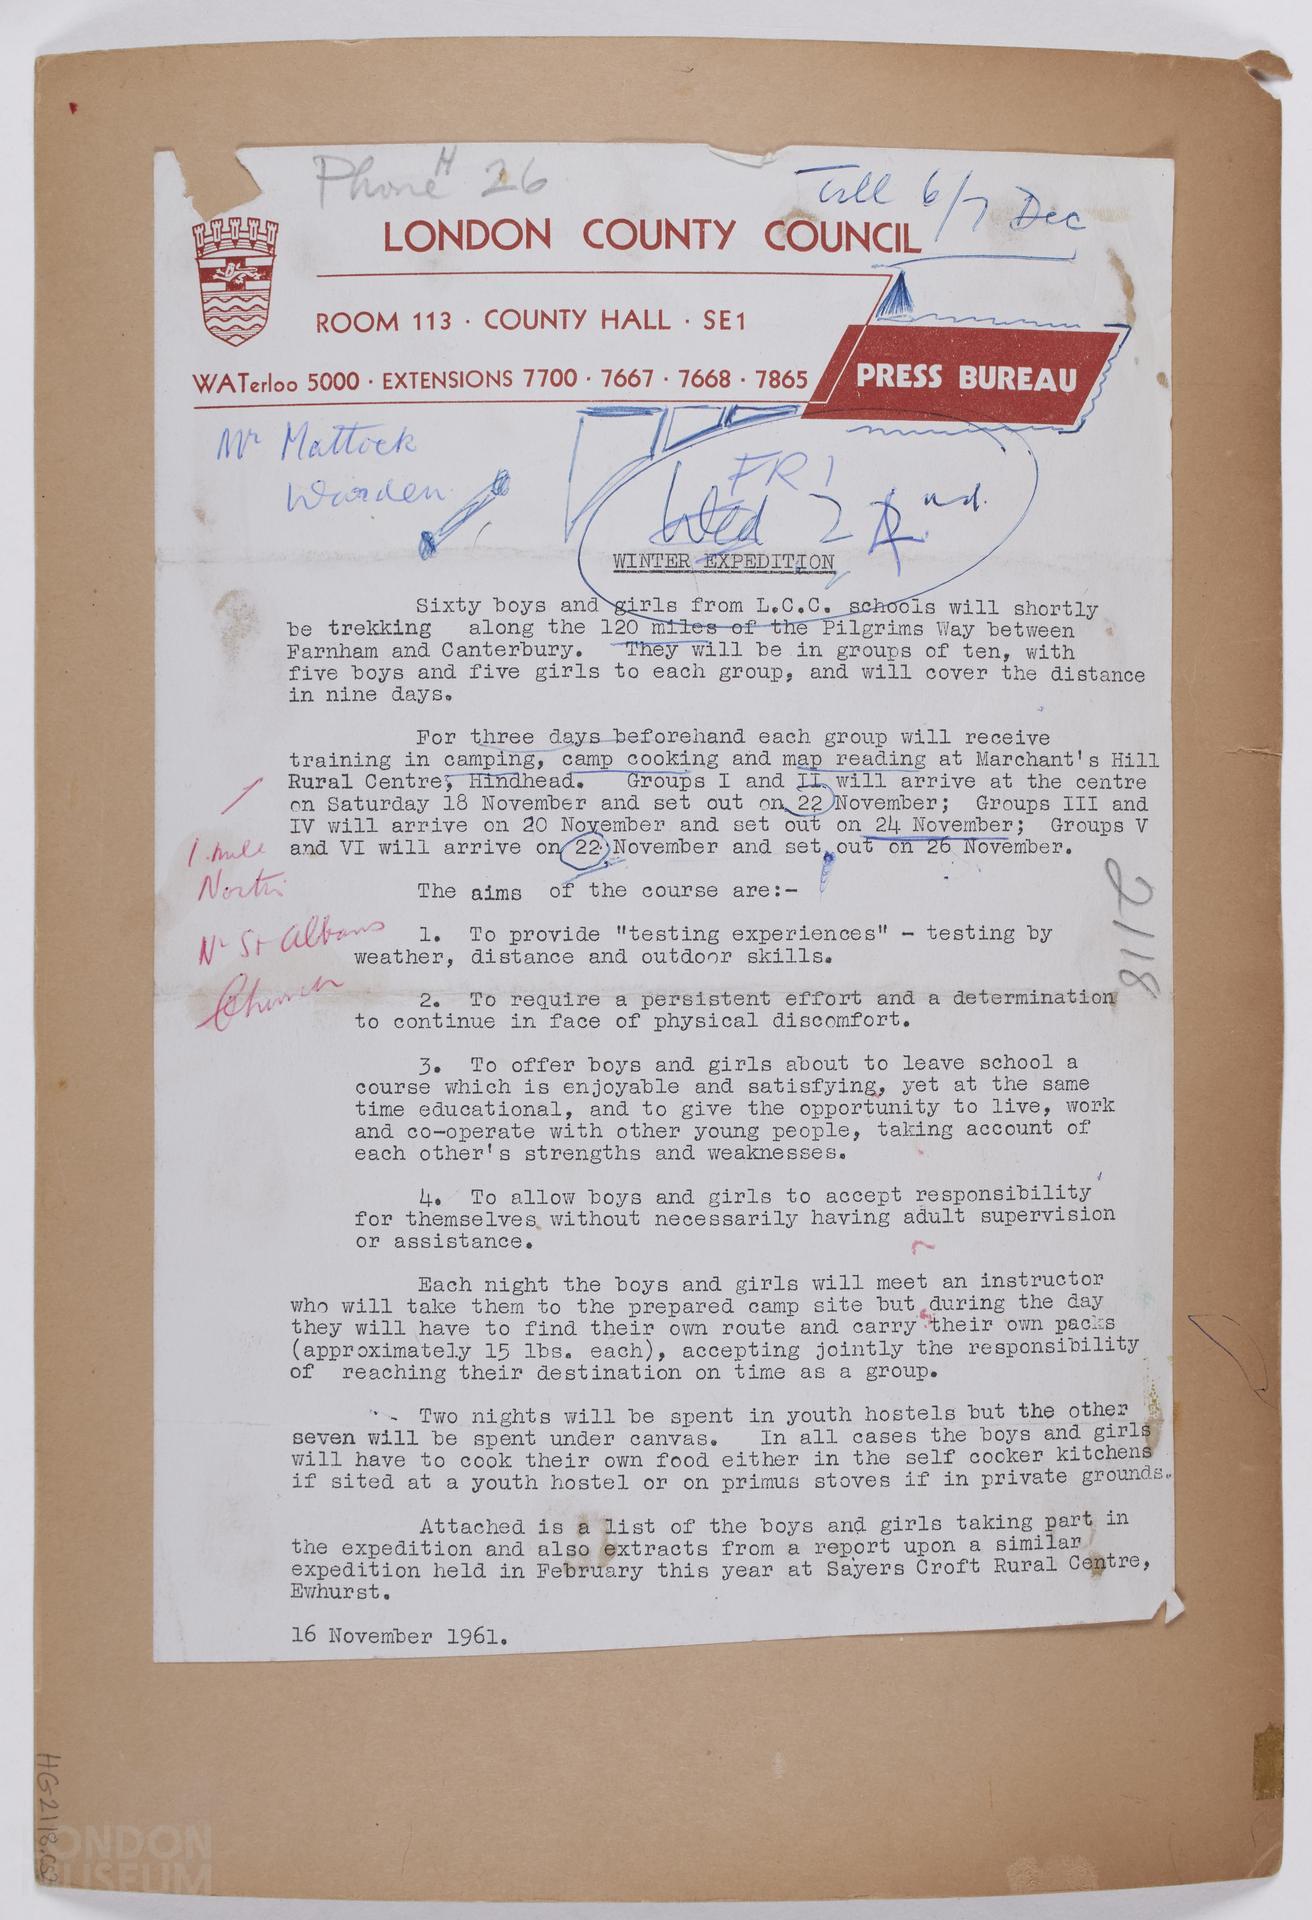 Phone H 26
till 6/7 Dec
LONDON COUNTY COUNCIL
ROOM 113 · COUNTY HALL · SE1
WATerloo 5000 · EXTENSIONS 7700 · 7667 · 7668 · 7865
PRESS BUREAU
Mr Mattock
Warden
FRI
Wed 22nd.
WINTER EXPEDITION
Sixty boys and girls from L.C.C. schools will shortly
be trekking along the 120 miles of the Pilgrims Way between
Farnham and Canterbury. They will be in groups of ten, with
five boys and five girls to each group, and will cover the distance
in nine days.
For three days beforehand each group will receive
training in camping, camp cooking and map reading at Marchant's Hill
Rural Centre, Hindhead. Groups I and II will arrive at the centre
on Saturday 18 November and set out on 22 November; Groups III and
IV will arrive on 20 November and set out on 24 November; Groups V
and VI will arrive on 22 November and set out on 26 November.
1 mile
North
Nr St Albans
Church
The aims of the course are:-
1. To provide "testing experiences" - testing by
weather, distance and outdoor skills.
2. To require a persistent effort and a determination
to continue in face of physical discomfort.
3. To offer boys and girls about to leave school a
course which is enjoyable and satisfying, yet at the same
time educational, and to give the opportunity to live, work
and co-operate with other young people, taking account of
each other's strengths and weaknesses.
4. To allow boys and girls to accept responsibility
for themselves without necessarily having adult supervision
or assistance.
Each night the boys and girls will meet an instructor
who will take them to the prepared camp site but during the day
they will have to find their own route and carry their own packs
(approximately 15 lbs. each), accepting jointly the responsibility
of reaching their destination on time as a group.
Two nights will be spent in youth hostels but the other
seven will be spent under canvas. In all cases the boys and girls
will have to cook their own food either in the self cooker kitchens
if sited at a youth hostel or on primus stoves if in private grounds.
Attached is a list of the boys and girls taking part in
the expedition and also extracts from a report upon a similar
expedition held in February this year at Sayers Croft Rural Centre,
Ewhurst.
16 November 1961.
2118
HG2118.CS2
LONDON
MUSEUM